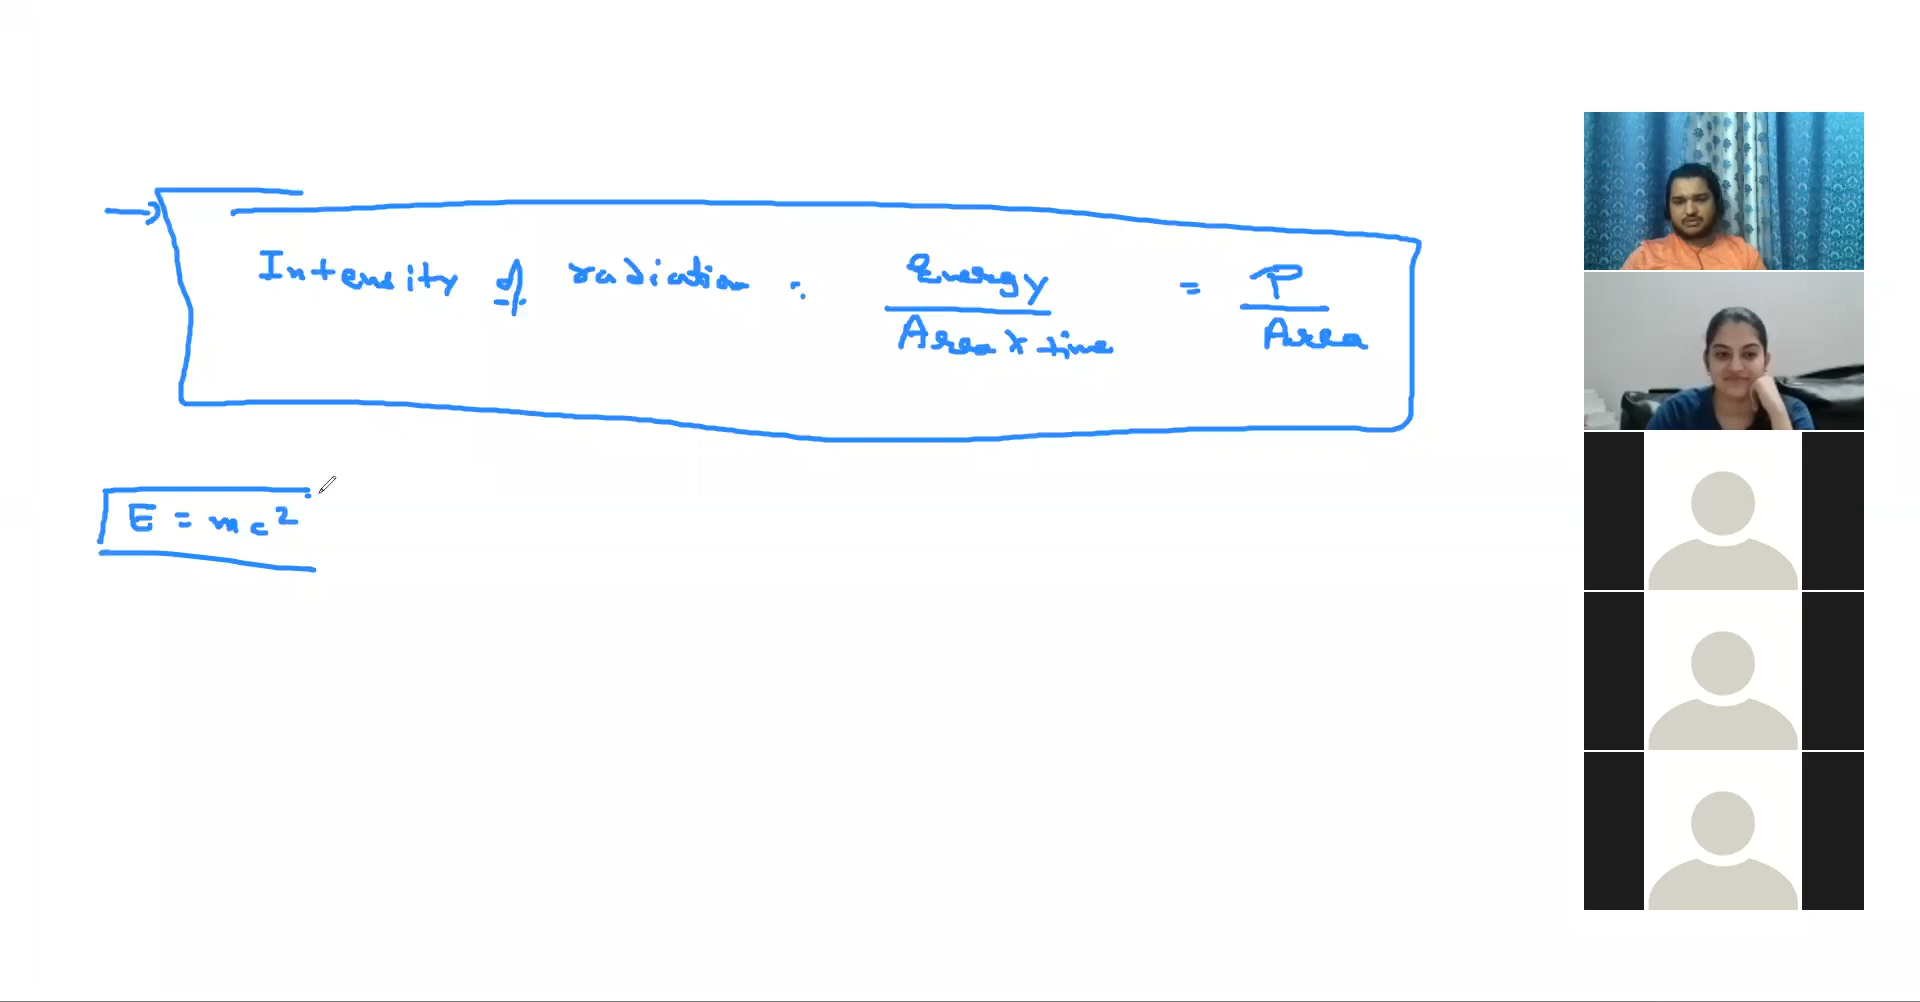 Intensity of radiation : Energy / Area x time = P / Area
E = mc²